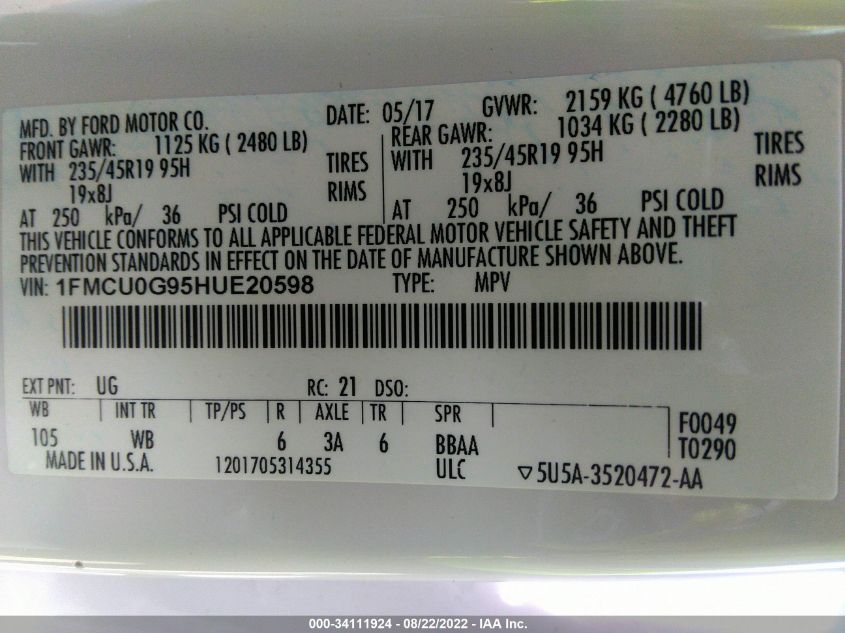 MFD. BY FORD MOTOR CO. DATE: 05/17 GVWR: 2159 KG ( 4760 LB)
FRONT GAWR: 1125 KG ( 2480 LB) REAR GAWR: 1034 KG ( 2280 LB)
WITH 235/45R19 95H TIRES WITH 235/45R19 95H TIRES
19x8J RIMS 19x8J RIMS
AT 250 kPa/ 36 PSI COLD AT 250 kPa/ 36 PSI COLD
THIS VEHICLE CONFORMS TO ALL APPLICABLE FEDERAL MOTOR VEHICLE SAFETY AND THEFT
PREVENTION STANDARDS IN EFFECT ON THE DATE OF MANUFACTURE SHOWN ABOVE.
VIN: 1FMCU0G95HUE20598 TYPE: MPV
EXT PNT: UG RC: 21 DSO:
WB INT TR TP/PS R AXLE TR SPR F0049
105 WB 6 3A 6 BBAA T0290
MADE IN U.S.A. 1201705314355 ULC ▽5U5A-3520472-AA
000-34111924 - 08/22/2022 - IAA Inc.